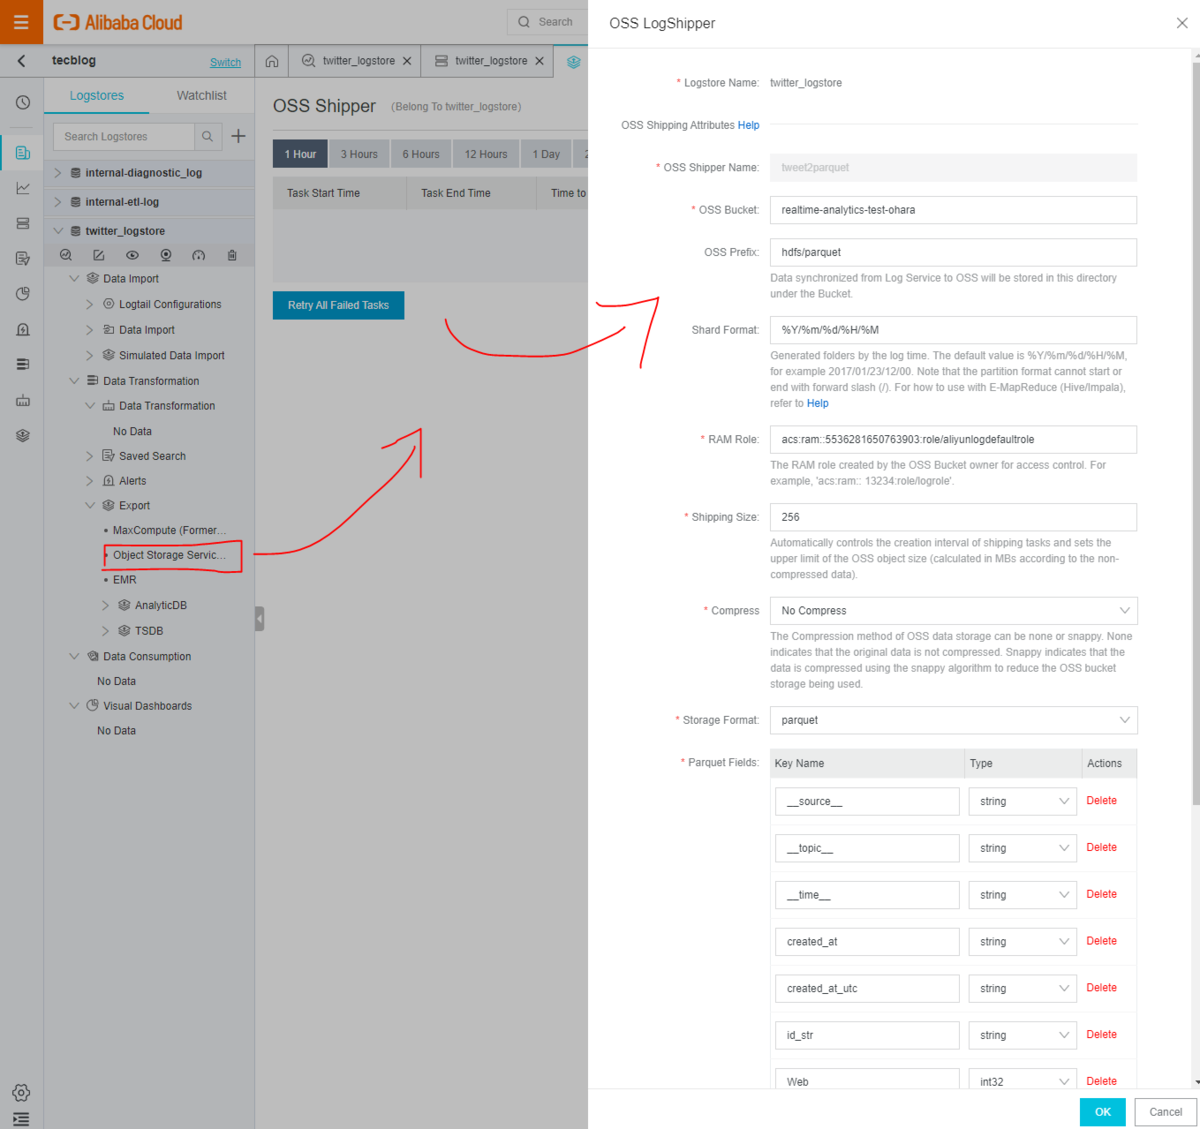 Alibaba Cloud
Search
tecblog
Switch
twitter_logstore
twitter_logstore
Logstores
Watchlist
Search Logstores
internal-diagnostic_log
internal-etl-log
twitter_logstore
Data Import
Logtail Configurations
Data Import
Simulated Data Import
Data Transformation
Data Transformation
No Data
Saved Search
Alerts
Export
MaxCompute (Former...
Object Storage Servic...
EMR
AnalyticDB
TSDB
Data Consumption
No Data
Visual Dashboards
No Data
OSS Shipper (Belong To twitter_logstore)
1 Hour 3 Hours 6 Hours 12 Hours 1 Day 2
Task Start Time Task End Time Time to
Retry All Failed Tasks
OSS LogShipper
* Logstore Name: twitter_logstore
OSS Shipping Attributes Help
* OSS Shipper Name: tweet2parquet
* OSS Bucket: realtime-analytics-test-ohara
OSS Prefix: hdfs/parquet
Data synchronized from Log Service to OSS will be stored in this directory
under the Bucket.
Shard Format: %Y/%m/%d/%H/%M
Generated folders by the log time. The default value is %Y/%m/%d/%H/%M,
for example 2017/01/23/12/00. Note that the partition format cannot start or
end with forward slash (/). For how to use with E-MapReduce (Hive/Impala),
refer to Help
* RAM Role: acs:ram::5536281650763903:role/aliyunlogdefaultrole
The RAM role created by the OSS Bucket owner for access control. For
example, 'acs:ram:: 13234:role/logrole'.
* Shipping Size: 256
Automatically controls the creation interval of shipping tasks and sets the
upper limit of the OSS object size (calculated in MBs according to the non-
compressed data).
* Compress No Compress
The Compression method of OSS data storage can be none or snappy. None
indicates that the original data is not compressed. Snappy indicates that the
data is compressed using the snappy algorithm to reduce the OSS bucket
storage being used.
* Storage Format: parquet
* Parquet Fields: Key Name Type Actions
__source__ string Delete
__topic__ string Delete
__time__ string Delete
created_at string Delete
created_at_utc string Delete
id_str string Delete
Web int32 Delete
OK Cancel